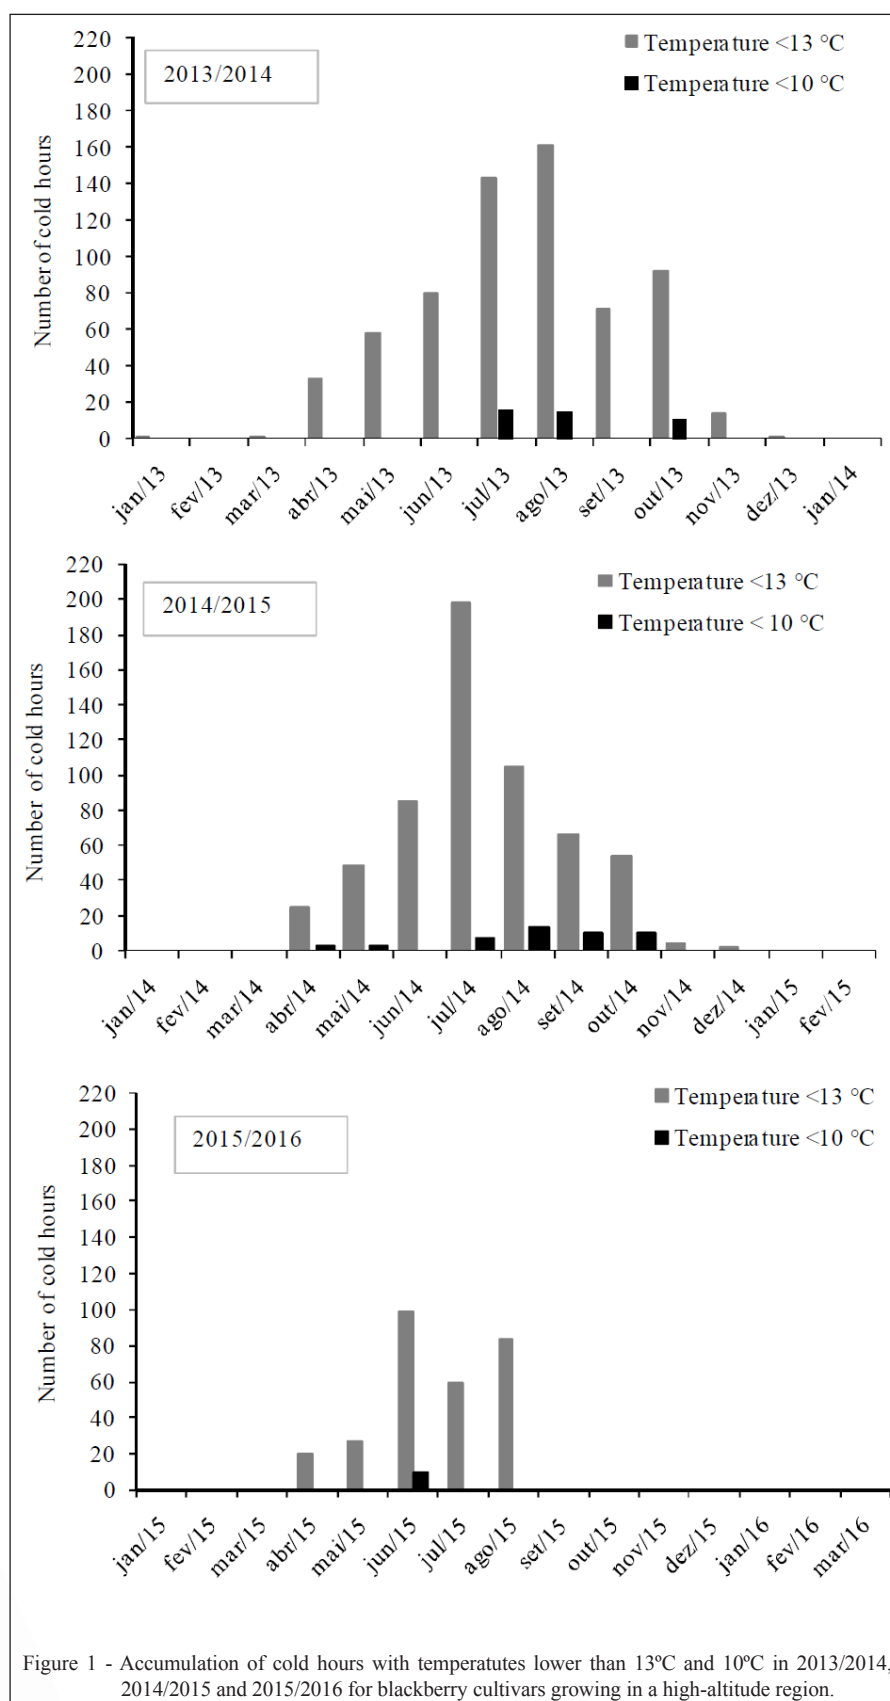 2013/2014
Temperature <13 °C
Temperature <10 °C
Number of cold hours
220
200
180
160
140
120
100
80
60
40
20
0
jan/13
fev/13
mar/13
abr/13
mai/13
jun/13
jul/13
ago/13
set/13
out/13
nov/13
dez/13
jan/14
2014/2015
Temperature <13 °C
Temperature < 10 °C
Number of cold hours
220
200
180
160
140
120
100
80
60
40
20
0
jan/14
fev/14
mar/14
abr/14
mai/14
jun/14
jul/14
ago/14
set/14
out/14
nov/14
dez/14
jan/15
fev/15
2015/2016
Temperature <13 °C
Temperature <10 °C
Number of cold hours
220
200
180
160
140
120
100
80
60
40
20
0
jan/15
fev/15
mar/15
abr/15
mai/15
jun/15
jul/15
ago/15
set/15
out/15
nov/15
dez/15
jan/16
fev/16
mar/16
Figure 1 - Accumulation of cold hours with temperatutes lower than 13ºC and 10ºC in 2013/2014,
2014/2015 and 2015/2016 for blackberry cultivars growing in a high-altitude region.